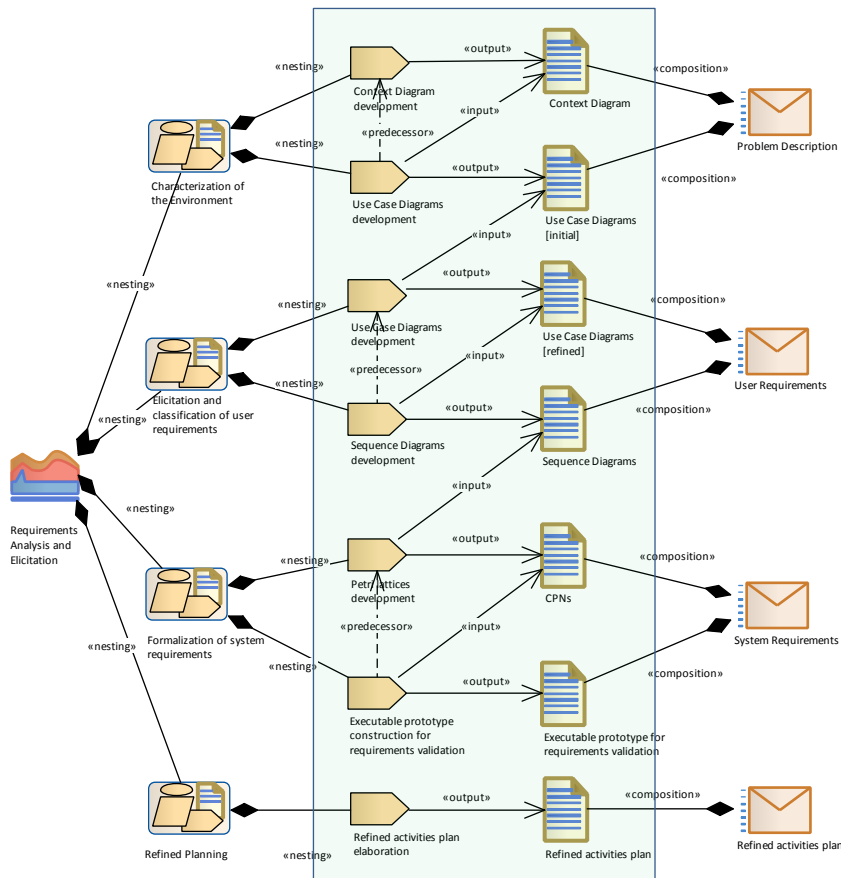 «output»
«nesting»
«composition»
Context Diagram
development
Context Diagram
«predecessor»
«input»
Problem Description
«nesting»
«output»
«composition»
Characterization of
the Environment
Use Case Diagrams
development
Use Case Diagrams
[initial]
«input»
«output»
«nesting»
«nesting»
«composition»
Use Case Diagrams
development
Use Case Diagrams
[refined]
«input»
«predecessor»
User Requirements
«nesting»
Elicitation and
classification of user
requirements
«nesting»
«output»
«composition»
Sequence Diagrams
development
Sequence Diagrams
«input»
«nesting»
Requirements
Analysis and
Elicitation
«output»
«nesting»
«composition»
Petri lattices
development
CPNs
«predecessor»
«input»
Formalization of system
requirements
System Requirements
«nesting»
«nesting»
«output»
«composition»
Executable prototype
construction for
requirements validation
Executable prototype for
requirements validation
«output»
«composition»
Refined activities plan
elaboration
Refined Planning
«nesting»
Refined activities plan
Refined activities plan